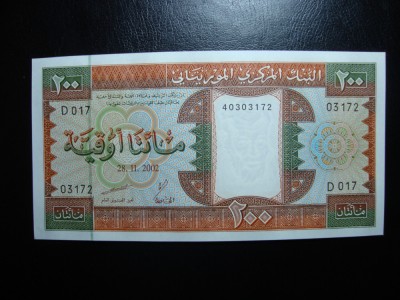 البنك المركزي الموريتاني
٢٠٠
٢٠٠
D 017
40303172
03172
مائتا أوقية
28.11.2002
03172
D 017
٢٠٠
مائتان
مائتان